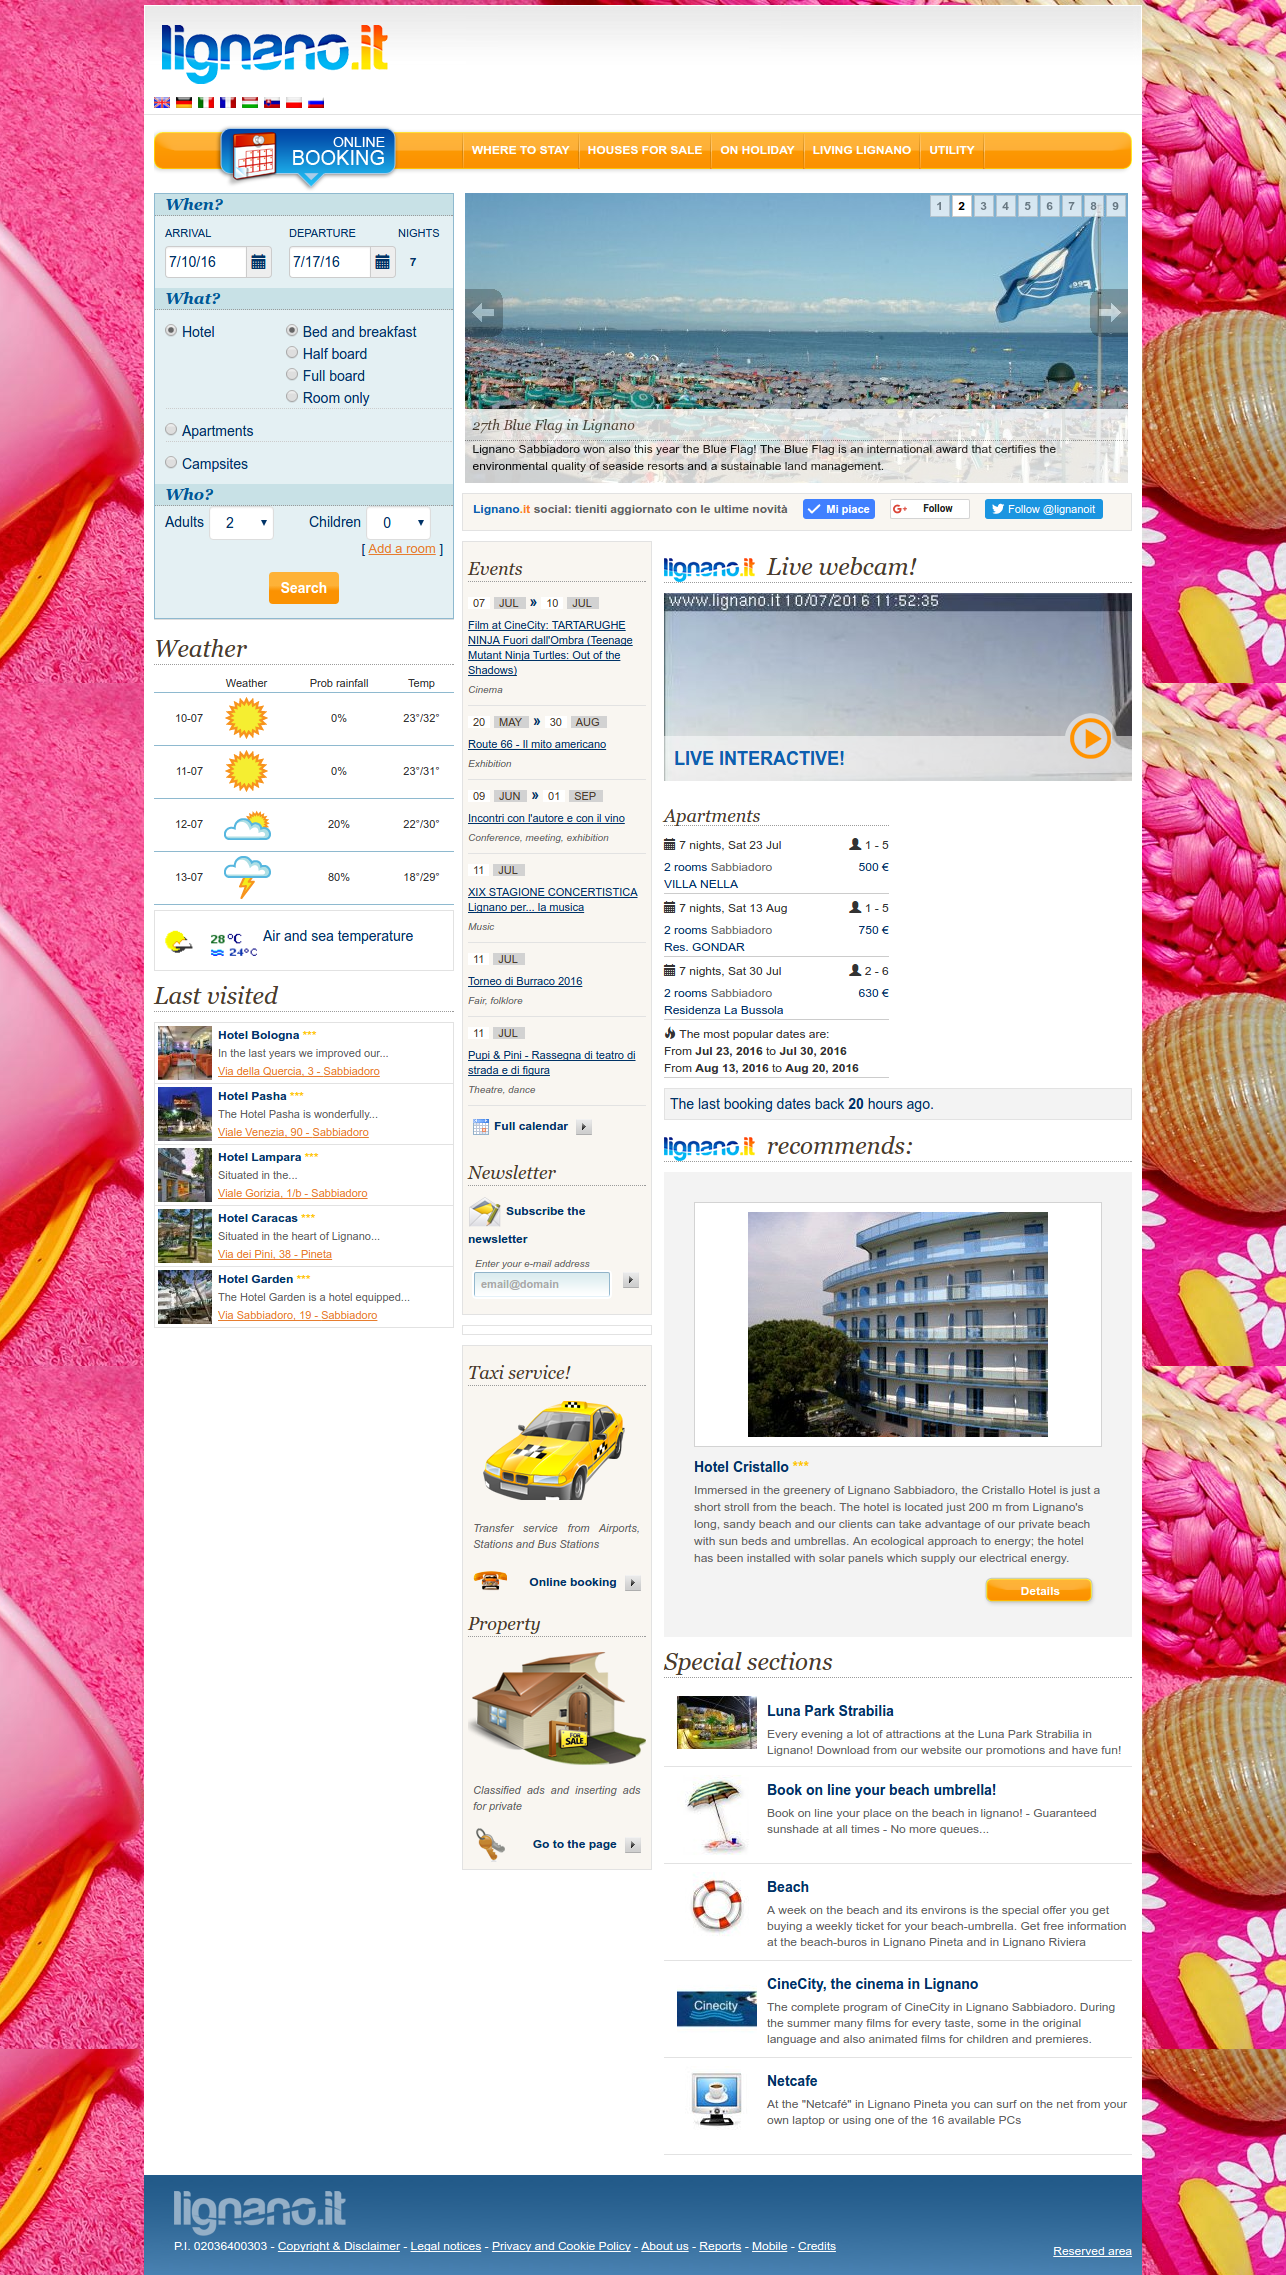 lignano.it
ONLINE
BOOKING
WHERE TO STAY
HOUSES FOR SALE
ON HOLIDAY
LIVING LIGNANO
UTILITY
When?
ARRIVAL DEPARTURE NIGHTS
7/10/16 7/17/16 7
What?
Hotel Bed and breakfast
Half board
Full board
Room only
Apartments
Campsites
Who?
Adults 2 Children 0
[ Add a room ]
Search
Weather
Weather Prob rainfall Temp
10-07 0% 23°/32°
11-07 0% 23°/31°
12-07 20% 22°/30°
13-07 80% 18°/29°
28°C
24°C
Air and sea temperature
Last visited
Hotel Bologna ***
In the last years we improved our...
Via della Quercia, 3 - Sabbiadoro
Hotel Pasha ***
The Hotel Pasha is wonderfully...
Viale Venezia, 90 - Sabbiadoro
Hotel Lampara ***
Situated in the...
Viale Gorizia, 1/b - Sabbiadoro
Hotel Caracas ***
Situated in the heart of Lignano...
Via dei Pini, 38 - Pineta
Hotel Garden ***
The Hotel Garden is a hotel equipped...
Via Sabbiadoro, 19 - Sabbiadoro
1 2 3 4 5 6 7 8 9
27th Blue Flag in Lignano
Lignano Sabbiadoro won also this year the Blue Flag! The Blue Flag is an international award that certifies the
environmental quality of seaside resorts and a sustainable land management.
Lignano.it social: tieniti aggiornato con le ultime novità
Mi piace
G+ Follow
Follow @lignanoit
Events
07 JUL » 10 JUL
Film at CineCity: TARTARUGHE
NINJA Fuori dall'Ombra (Teenage
Mutant Ninja Turtles: Out of the
Shadows)
Cinema
20 MAY » 30 AUG
Route 66 - Il mito americano
Exhibition
09 JUN » 01 SEP
Incontri con l'autore e con il vino
Conference, meeting, exhibition
11 JUL
XIX STAGIONE CONCERTISTICA
Lignano per... la musica
Music
11 JUL
Torneo di Burraco 2016
Fair, folklore
11 JUL
Pupi & Pini - Rassegna di teatro di
strada e di figura
Theatre, dance
Full calendar
Newsletter
Subscribe the
newsletter
Enter your e-mail address
email@domain
Taxi service!
Transfer service from Airports,
Stations and Bus Stations
Online booking
Property
FOR
SALE
Classified ads and inserting ads
for private
Go to the page
lignano.it Live webcam!
www.lignano.it 10/07/2016 11:52:35
LIVE INTERACTIVE!
Apartments
7 nights, Sat 23 Jul 1 - 5
2 rooms Sabbiadoro 500 €
VILLA NELLA
7 nights, Sat 13 Aug 1 - 5
2 rooms Sabbiadoro 750 €
Res. GONDAR
7 nights, Sat 30 Jul 2 - 6
2 rooms Sabbiadoro 630 €
Residenza La Bussola
The most popular dates are:
From Jul 23, 2016 to Jul 30, 2016
From Aug 13, 2016 to Aug 20, 2016
The last booking dates back 20 hours ago.
lignano.it recommends:
Hotel Cristallo ***
Immersed in the greenery of Lignano Sabbiadoro, the Cristallo Hotel is just a
short stroll from the beach. The hotel is located just 200 m from Lignano's
long, sandy beach and our clients can take advantage of our private beach
with sun beds and umbrellas. An ecological approach to energy; the hotel
has been installed with solar panels which supply our electrical energy.
Details
Special sections
Luna Park Strabilia
Every evening a lot of attractions at the Luna Park Strabilia in
Lignano! Download from our website our promotions and have fun!
Book on line your beach umbrella!
Book on line your place on the beach in lignano! - Guaranteed
sunshade at all times - No more queues...
Beach
A week on the beach and its environs is the special offer you get
buying a weekly ticket for your beach-umbrella. Get free information
at the beach-buros in Lignano Pineta and in Lignano Riviera
Cinecity
CineCity, the cinema in Lignano
The complete program of CineCity in Lignano Sabbiadoro. During
the summer many films for every taste, some in the original
language and also animated films for children and premieres.
Netcafe
At the "Netcafé" in Lignano Pineta you can surf on the net from your
own laptop or using one of the 16 available PCs
lignano.it
P.I. 02036400303 - Copyright & Disclaimer - Legal notices - Privacy and Cookie Policy - About us - Reports - Mobile - Credits
Reserved area